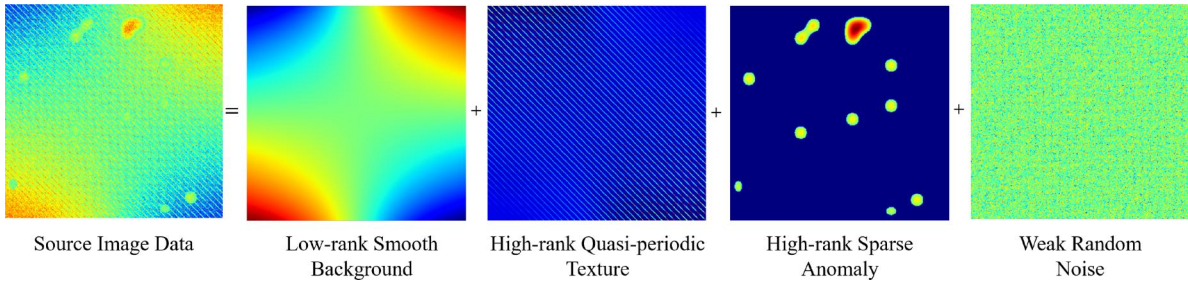 =
+
+
+
Source Image Data
Low-rank Smooth
Background
High-rank Quasi-periodic
Texture
High-rank Sparse
Anomaly
Weak Random
Noise